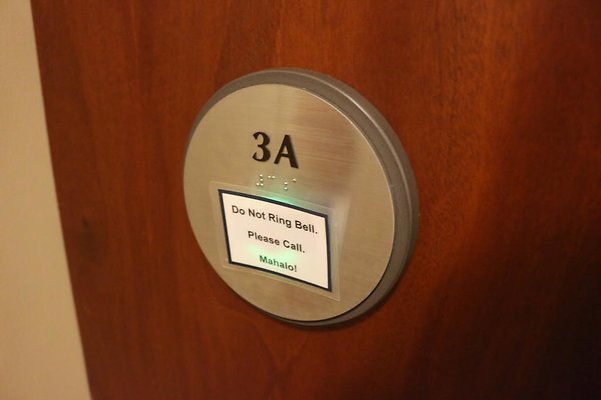 3A
Do Not Ring Bell.
Please Call.
Mahalo!